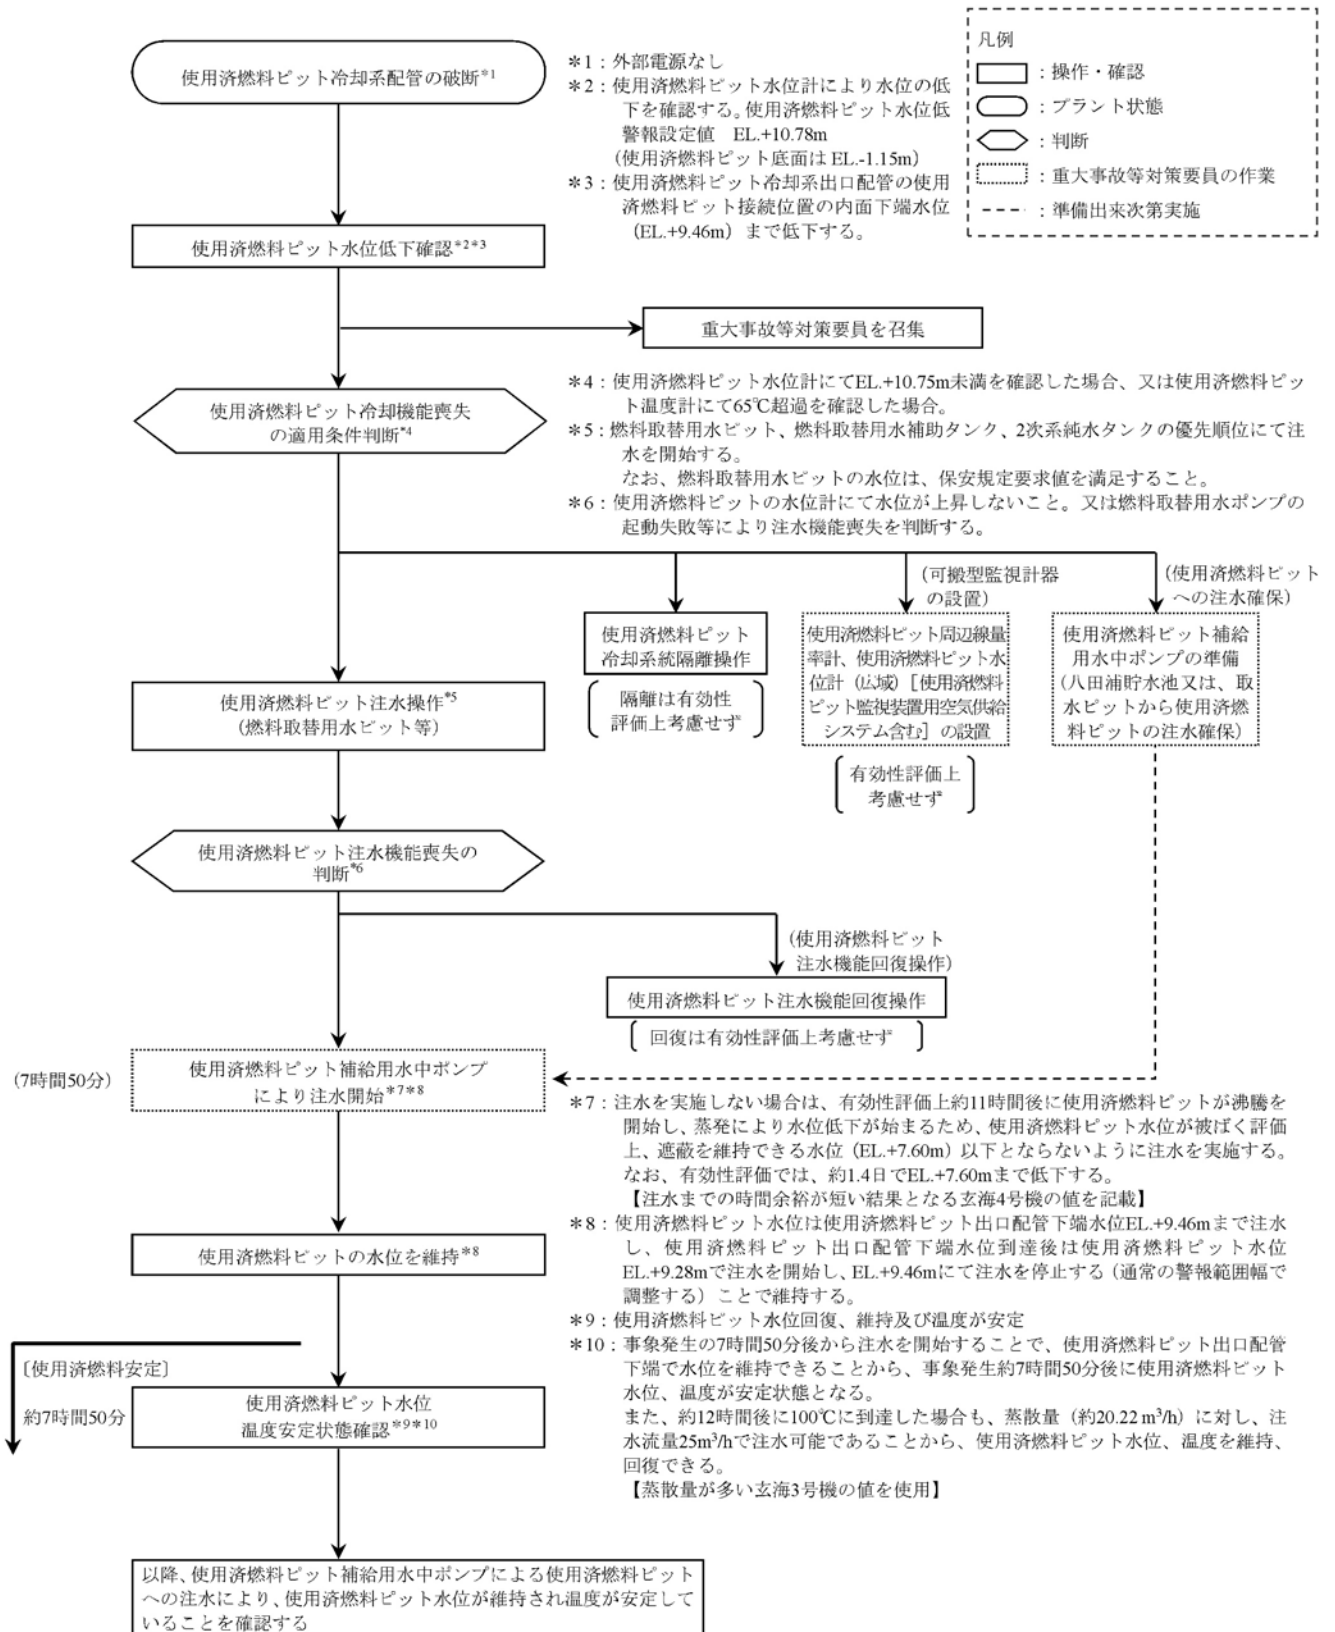 使用済燃料ピット冷却系配管の破断*1
*1：外部電源なし
*2：使用済燃料ピット水位計により水位の低
下を確認する。使用済燃料ピット水位低
警報設定値 EL.+10.78m
(使用済燃料ピット底面は EL.-1.15m）
*3：使用済燃料ピット冷却系出口配管の使用
済燃料ピット接続位置の内面下端水位
（EL.+9.46m）まで低下する。
凡例
：操作・確認
：プラント状態
：判断
：重大事故等対策要員の作業
：準備出来次第実施
使用済燃料ピット水位低下確認*2*3
重大事故等対策要員を召集
使用済燃料ピット冷却機能喪失
の適用条件判断*4
*4：使用済燃料ピット水位計にてEL.+10.75m未満を確認した場合、又は使用済燃料ピッ
ト温度計にて65℃超過を確認した場合。
*5：燃料取替用水ピット、燃料取替用水補助タンク、2次系純水タンクの優先順位にて注
水を開始する。
なお、燃料取替用水ピットの水位は、保安規定要求値を満足すること。
*6：使用済燃料ピットの水位計にて水位が上昇しないこと。又は燃料取替用水ポンプの
起動失敗等により注水機能喪失を判断する。
(可搬型監視計器
の設置）
(使用済燃料ピット
への注水確保）
使用済燃料ピット
冷却系統隔離操作
隔離は有効性
評価上考慮せず
使用済燃料ピット周辺線量
率計、使用済燃料ピット水
位計（広域）［使用済燃料
ピット監視装置用空気供給
システム含む］の設置
有効性評価上
考慮せず
使用済燃料ピット補給
用水中ポンプの準備
(八田浦貯水池又は、取
水ピットから使用済燃
料ピットの注水確保）
使用済燃料ピット注水操作*5
(燃料取替用水ピット等）
使用済燃料ピット注水機能喪失の
判断*6
(使用済燃料ピット
注水機能回復操作）
使用済燃料ピット注水機能回復操作
回復は有効性評価上考慮せず
(7時間50分）
使用済燃料ピット補給用水中ポンプ
により注水開始*7*8
*7：注水を実施しない場合は、有効性評価上約11時間後に使用済燃料ピットが沸騰を
開始し、蒸発により水位低下が始まるため、使用済燃料ピット水位が被ばく評価
上、遮蔽を維持できる水位（EL.+7.60m）以下とならないように注水を実施する。
なお、有効性評価では、約1.4日でEL.+7.60mまで低下する。
【注水までの時間余裕が短い結果となる玄海4号機の値を記載】
*8：使用済燃料ピット水位は使用済燃料ピット出口配管下端水位EL.+9.46mまで注水
し、使用済燃料ピット出口配管下端水位到達後は使用済燃料ピット水位
EL.+9.28mで注水を開始し、EL.+9.46mにて注水を停止する（通常の警報範囲幅で
調整する）ことで維持する。
*9：使用済燃料ピット水位回復、維持及び温度が安定
*10：事象発生の7時間50分後から注水を開始することで、使用済燃料ピット出口配管
下端で水位を維持できることから、事象発生約7時間50分後に使用済燃料ピット
水位、温度が安定状態となる。
また、約12時間後に100℃に到達した場合も、蒸散量（約20.22 m³/h）に対し、注
水流量25m³/hで注水可能であることから、使用済燃料ピット水位、温度を維持、
回復できる。
【蒸散量が多い玄海3号機の値を使用】
使用済燃料ピットの水位を維持*8
〔使用済燃料安定〕
約7時間50分
使用済燃料ピット水位
温度安定状態確認*9*10
以降、使用済燃料ピット補給用水中ポンプによる使用済燃料ピット
への注水により、使用済燃料ピット水位が維持され温度が安定して
いることを確認する